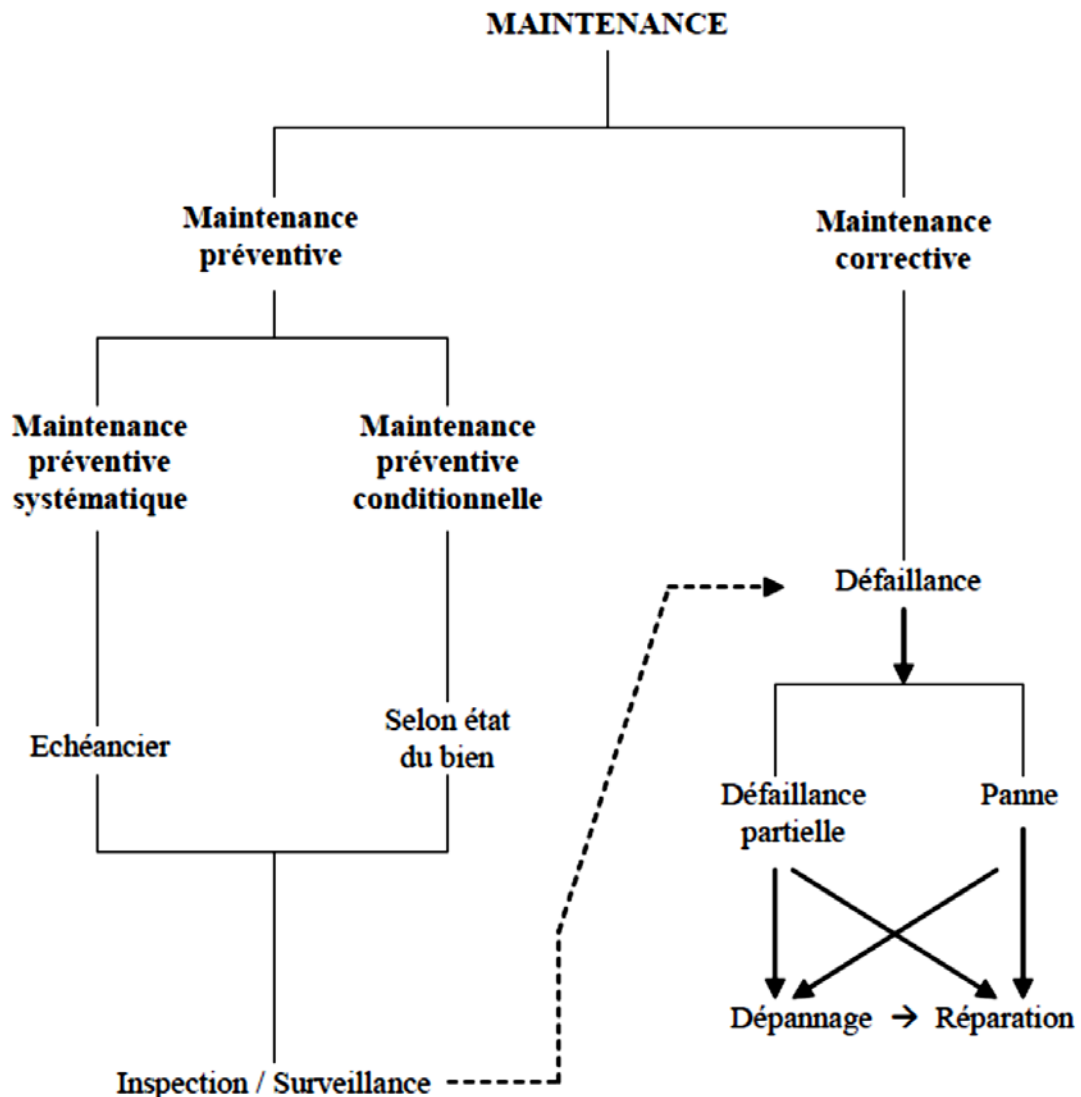 MAINTENANCE
Maintenance
préventive
Maintenance
corrective
Maintenance
préventive
systématique
Maintenance
préventive
conditionnelle
Défaillance
Echéancier
Selon état
du bien
Défaillance
partielle
Panne
Dépannage → Réparation
Inspection / Surveillance